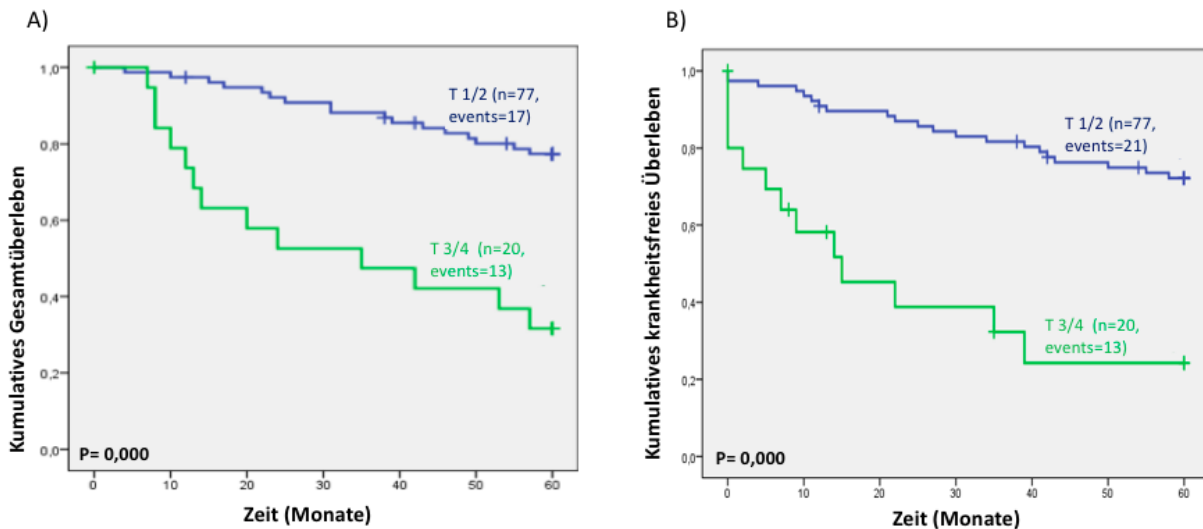 A)
Kumulatives Gesamtüberleben
1,0
0,8
0,6
0,4
0,2
0,0
T 1/2 (n=77,
events=17)
T 3/4 (n=20,
events=13)
P= 0,000
0 10 20 30 40 50 60
Zeit (Monate)
B)
Kumulatives krankheitsfreies Überleben
1,0
0,8
0,6
0,4
0,2
0,0
T 1/2 (n=77,
events=21)
T 3/4 (n=20,
events=13)
P= 0,000
0 10 20 30 40 50 60
Zeit (Monate)